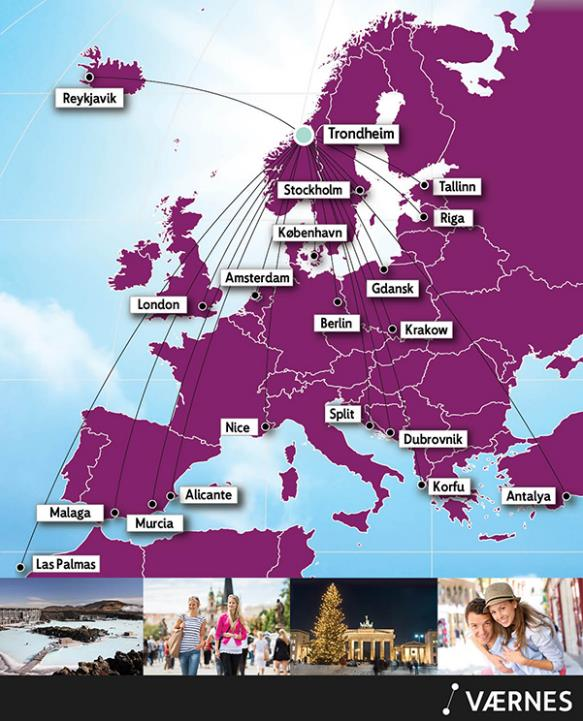 Reykjavik
Trondheim
Stockholm
Tallinn
Riga
København
Amsterdam
Gdansk
London
Berlin
Krakow
Nice
Split
Dubrovnik
Korfu
Antalya
Alicante
Malaga
Murcia
Las Palmas
VÆRNES